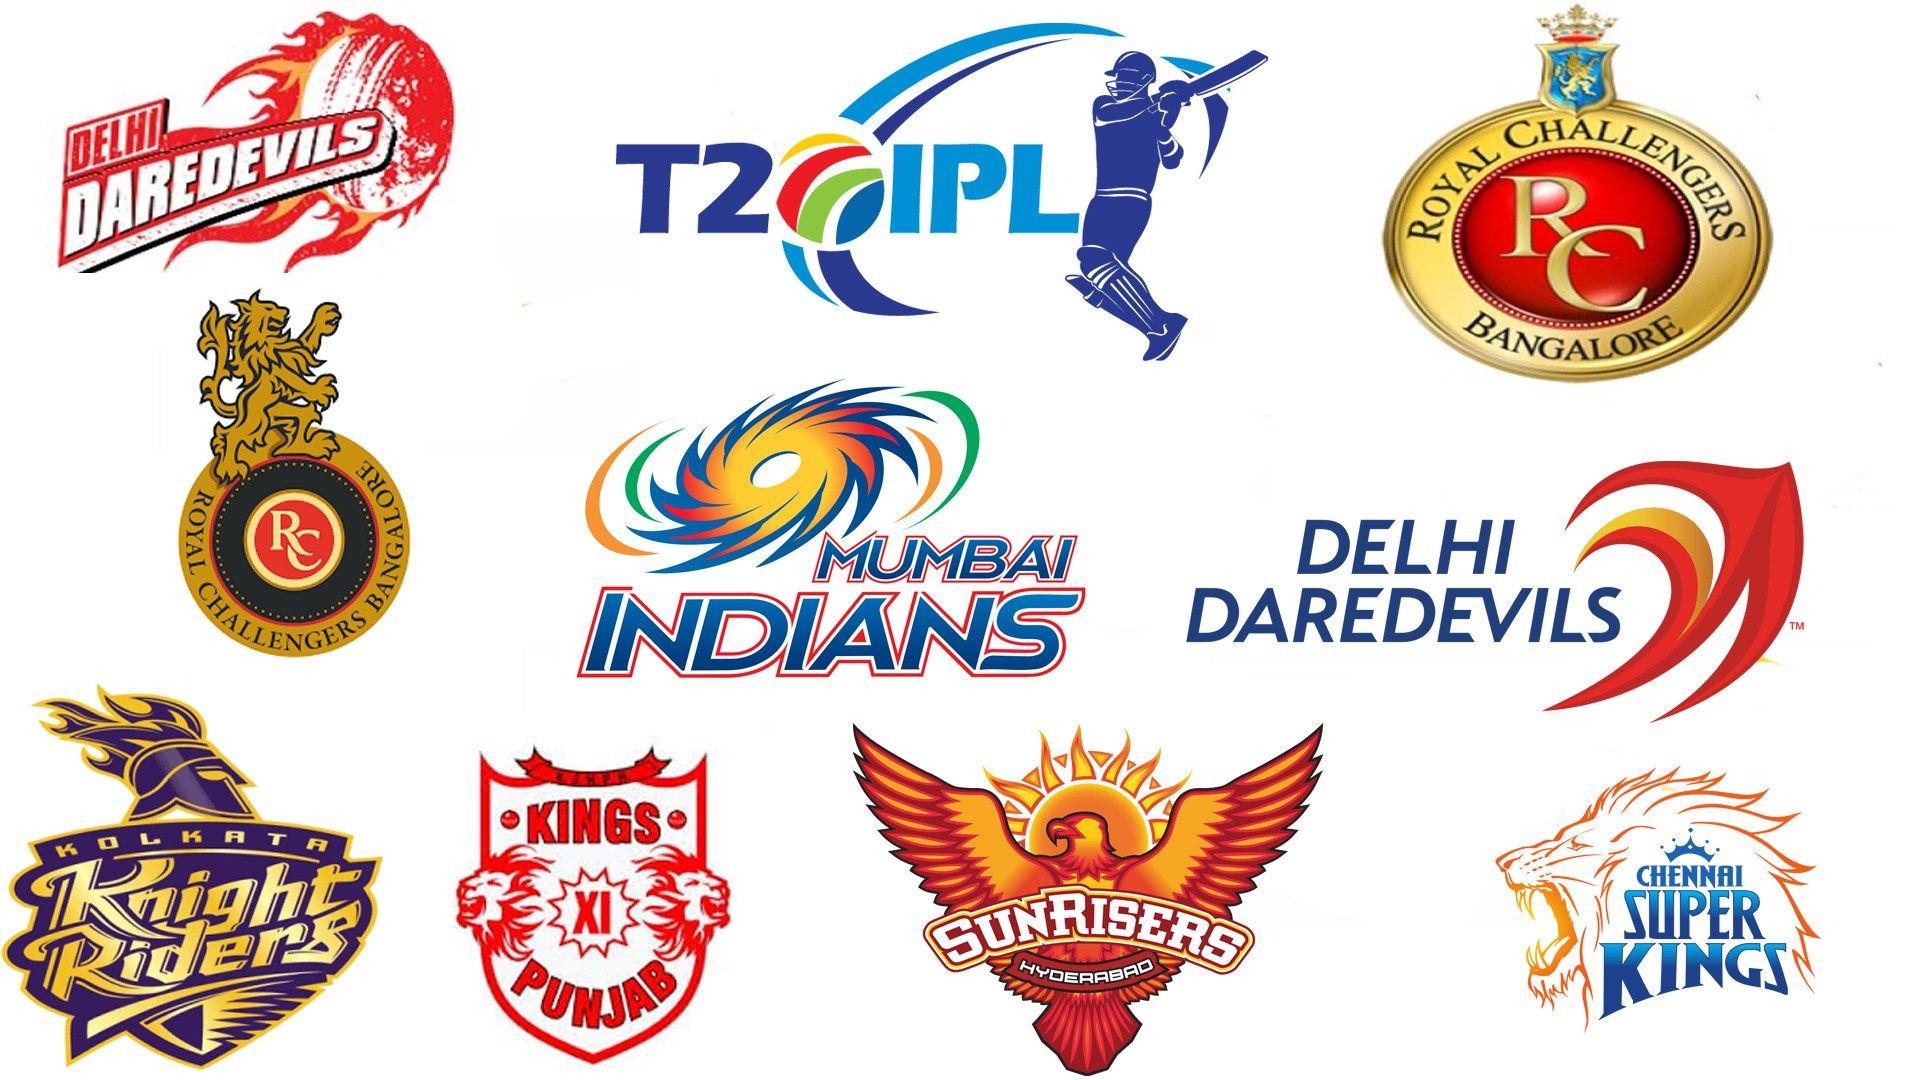 DELHI
DAREDEVILS
T20 IPL
ROYAL CHALLENGERS
RC
BANGALORE
RC
ROYAL CHALLENGERS BANGALORE
MUMBAI
INDIANS
DELHI
DAREDEVILS
TM
KOLKATA
Knight
Riders
KINGS
XI
PUNJAB
SUNRISERS
HYDERABAD
CHENNAI
SUPER
KINGS